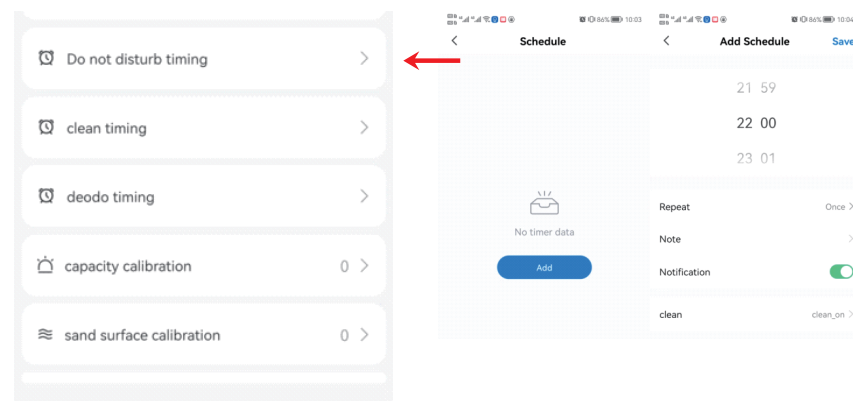 Do not disturb timing
clean timing
deodo timing
capacity calibration 0
sand surface calibration 0
86% 10:03
Schedule
No timer data
Add
86% 10:04
Add Schedule Save
21 59
22 00
23 01
Repeat Once
Note
Notification
clean clean_on